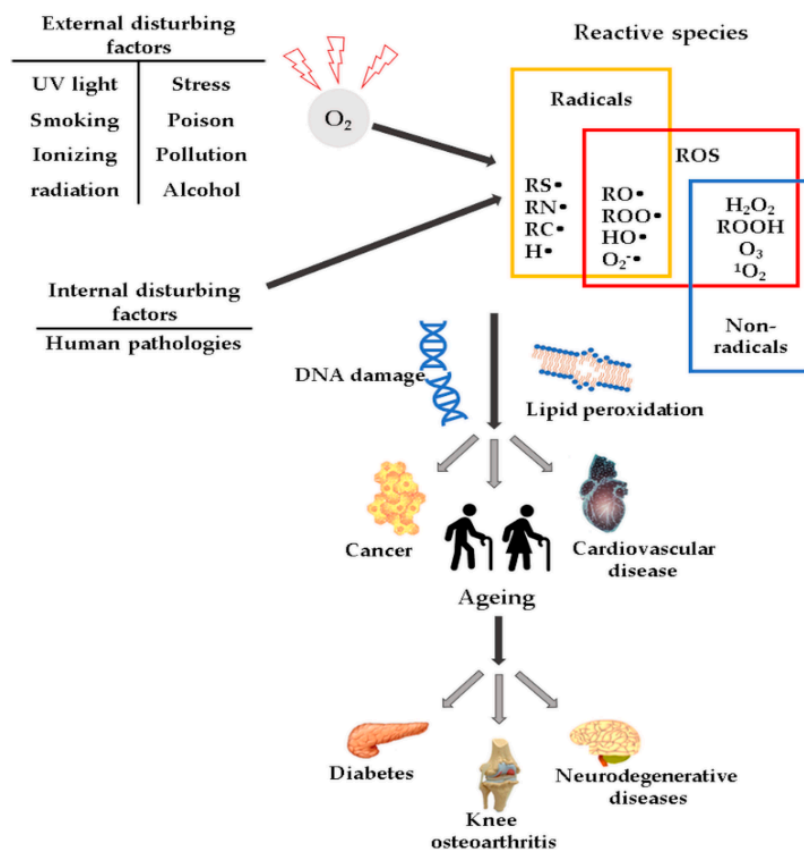 External disturbing
factors
UV light
Stress
Smoking
Poison
Ionizing
Pollution
radiation
Alcohol
O₂
Internal disturbing
factors
Human pathologies
Reactive species
Radicals
ROS
RS•
RN•
RC•
H•
RO•
ROO•
HO•
O₂⁻•
H₂O₂
ROOH
O₃
¹O₂
Non-
radicals
DNA damage
Lipid peroxidation
Cancer
Cardiovascular
disease
Ageing
Diabetes
Knee
osteoarthritis
Neurodegenerative
diseases